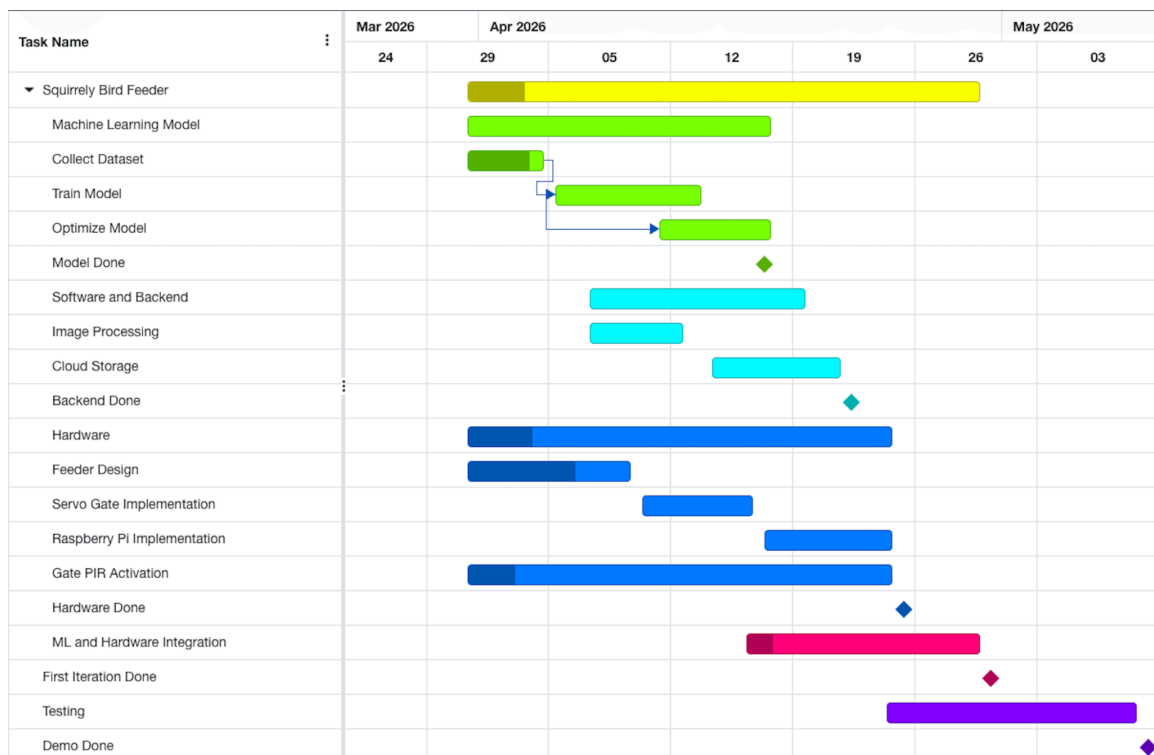 Mar 2026 Apr 2026 May 2026
Task Name
24 29 05 12 19 26 03
Squirrely Bird Feeder
Machine Learning Model
Collect Dataset
Train Model
Optimize Model
Model Done
Software and Backend
Image Processing
Cloud Storage
Backend Done
Hardware
Feeder Design
Servo Gate Implementation
Raspberry Pi Implementation
Gate PIR Activation
Hardware Done
ML and Hardware Integration
First Iteration Done
Testing
Demo Done